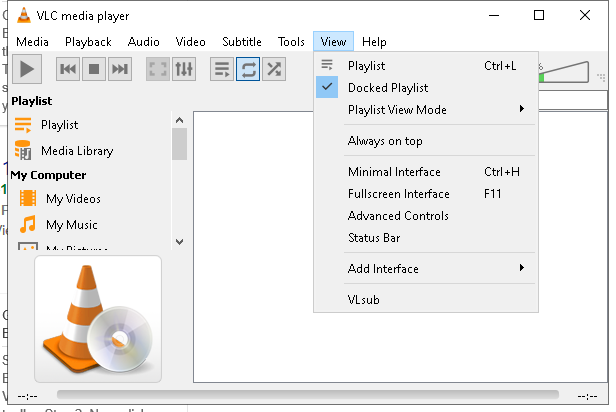 VLC media player
Media Playback Audio Video Subtitle Tools View Help
Playlist
Playlist
Media Library
My Computer
My Videos
My Music
My Pictures
Playlist Ctrl+L
Docked Playlist
Playlist View Mode
Always on top
Minimal Interface Ctrl+H
Fullscreen Interface F11
Advanced Controls
Status Bar
Add Interface
VLsub
%
--:-- --:--